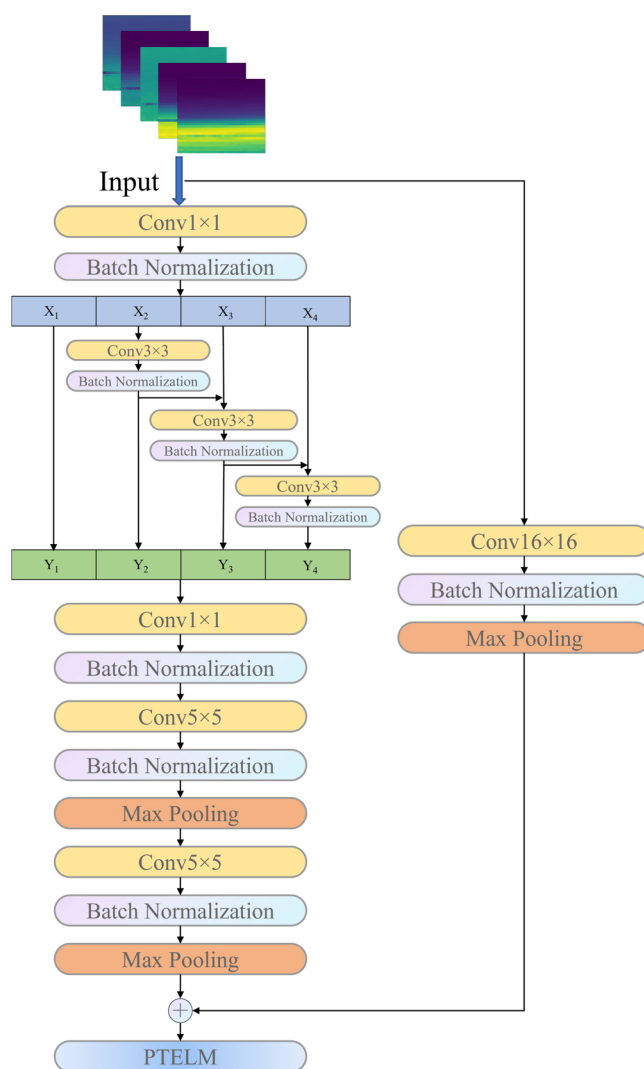 Input
Conv1×1
Batch Normalization
X₁ X₂ X₃ X₄
Conv3×3
Batch Normalization
Conv3×3
Batch Normalization
Conv3×3
Batch Normalization
Y₁ Y₂ Y₃ Y₄
Conv1×1
Batch Normalization
Conv5×5
Batch Normalization
Max Pooling
Conv5×5
Batch Normalization
Max Pooling
+
PTELM
Conv16×16
Batch Normalization
Max Pooling